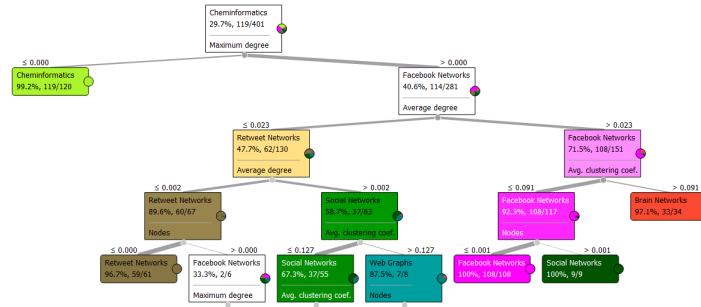 Cheminformatics
29.7%, 119/401
Maximum degree
≤ 0.000
> 0.000
Cheminformatics
99.2%, 119/120
Facebook Networks
40.6%, 114/281
Average degree
≤ 0.023
> 0.023
Retweet Networks
47.7%, 62/130
Average degree
Facebook Networks
71.5%, 108/151
Avg. clustering coef.
≤ 0.002
> 0.002
≤ 0.091
> 0.091
Retweet Networks
89.6%, 60/67
Nodes
Social Networks
58.7%, 37/63
Avg. clustering coef.
Facebook Networks
92.3%, 108/117
Nodes
Brain Networks
97.1%, 33/34
≤ 0.000
> 0.000
≤ 0.127
> 0.127
≤ 0.001
> 0.001
Retweet Networks
96.7%, 59/61
Facebook Networks
33.3%, 2/6
Maximum degree
Social Networks
67.3%, 37/55
Avg. clustering coef.
Web Graphs
87.5%, 7/8
Nodes
Facebook Networks
100%, 108/108
Social Networks
100%, 9/9